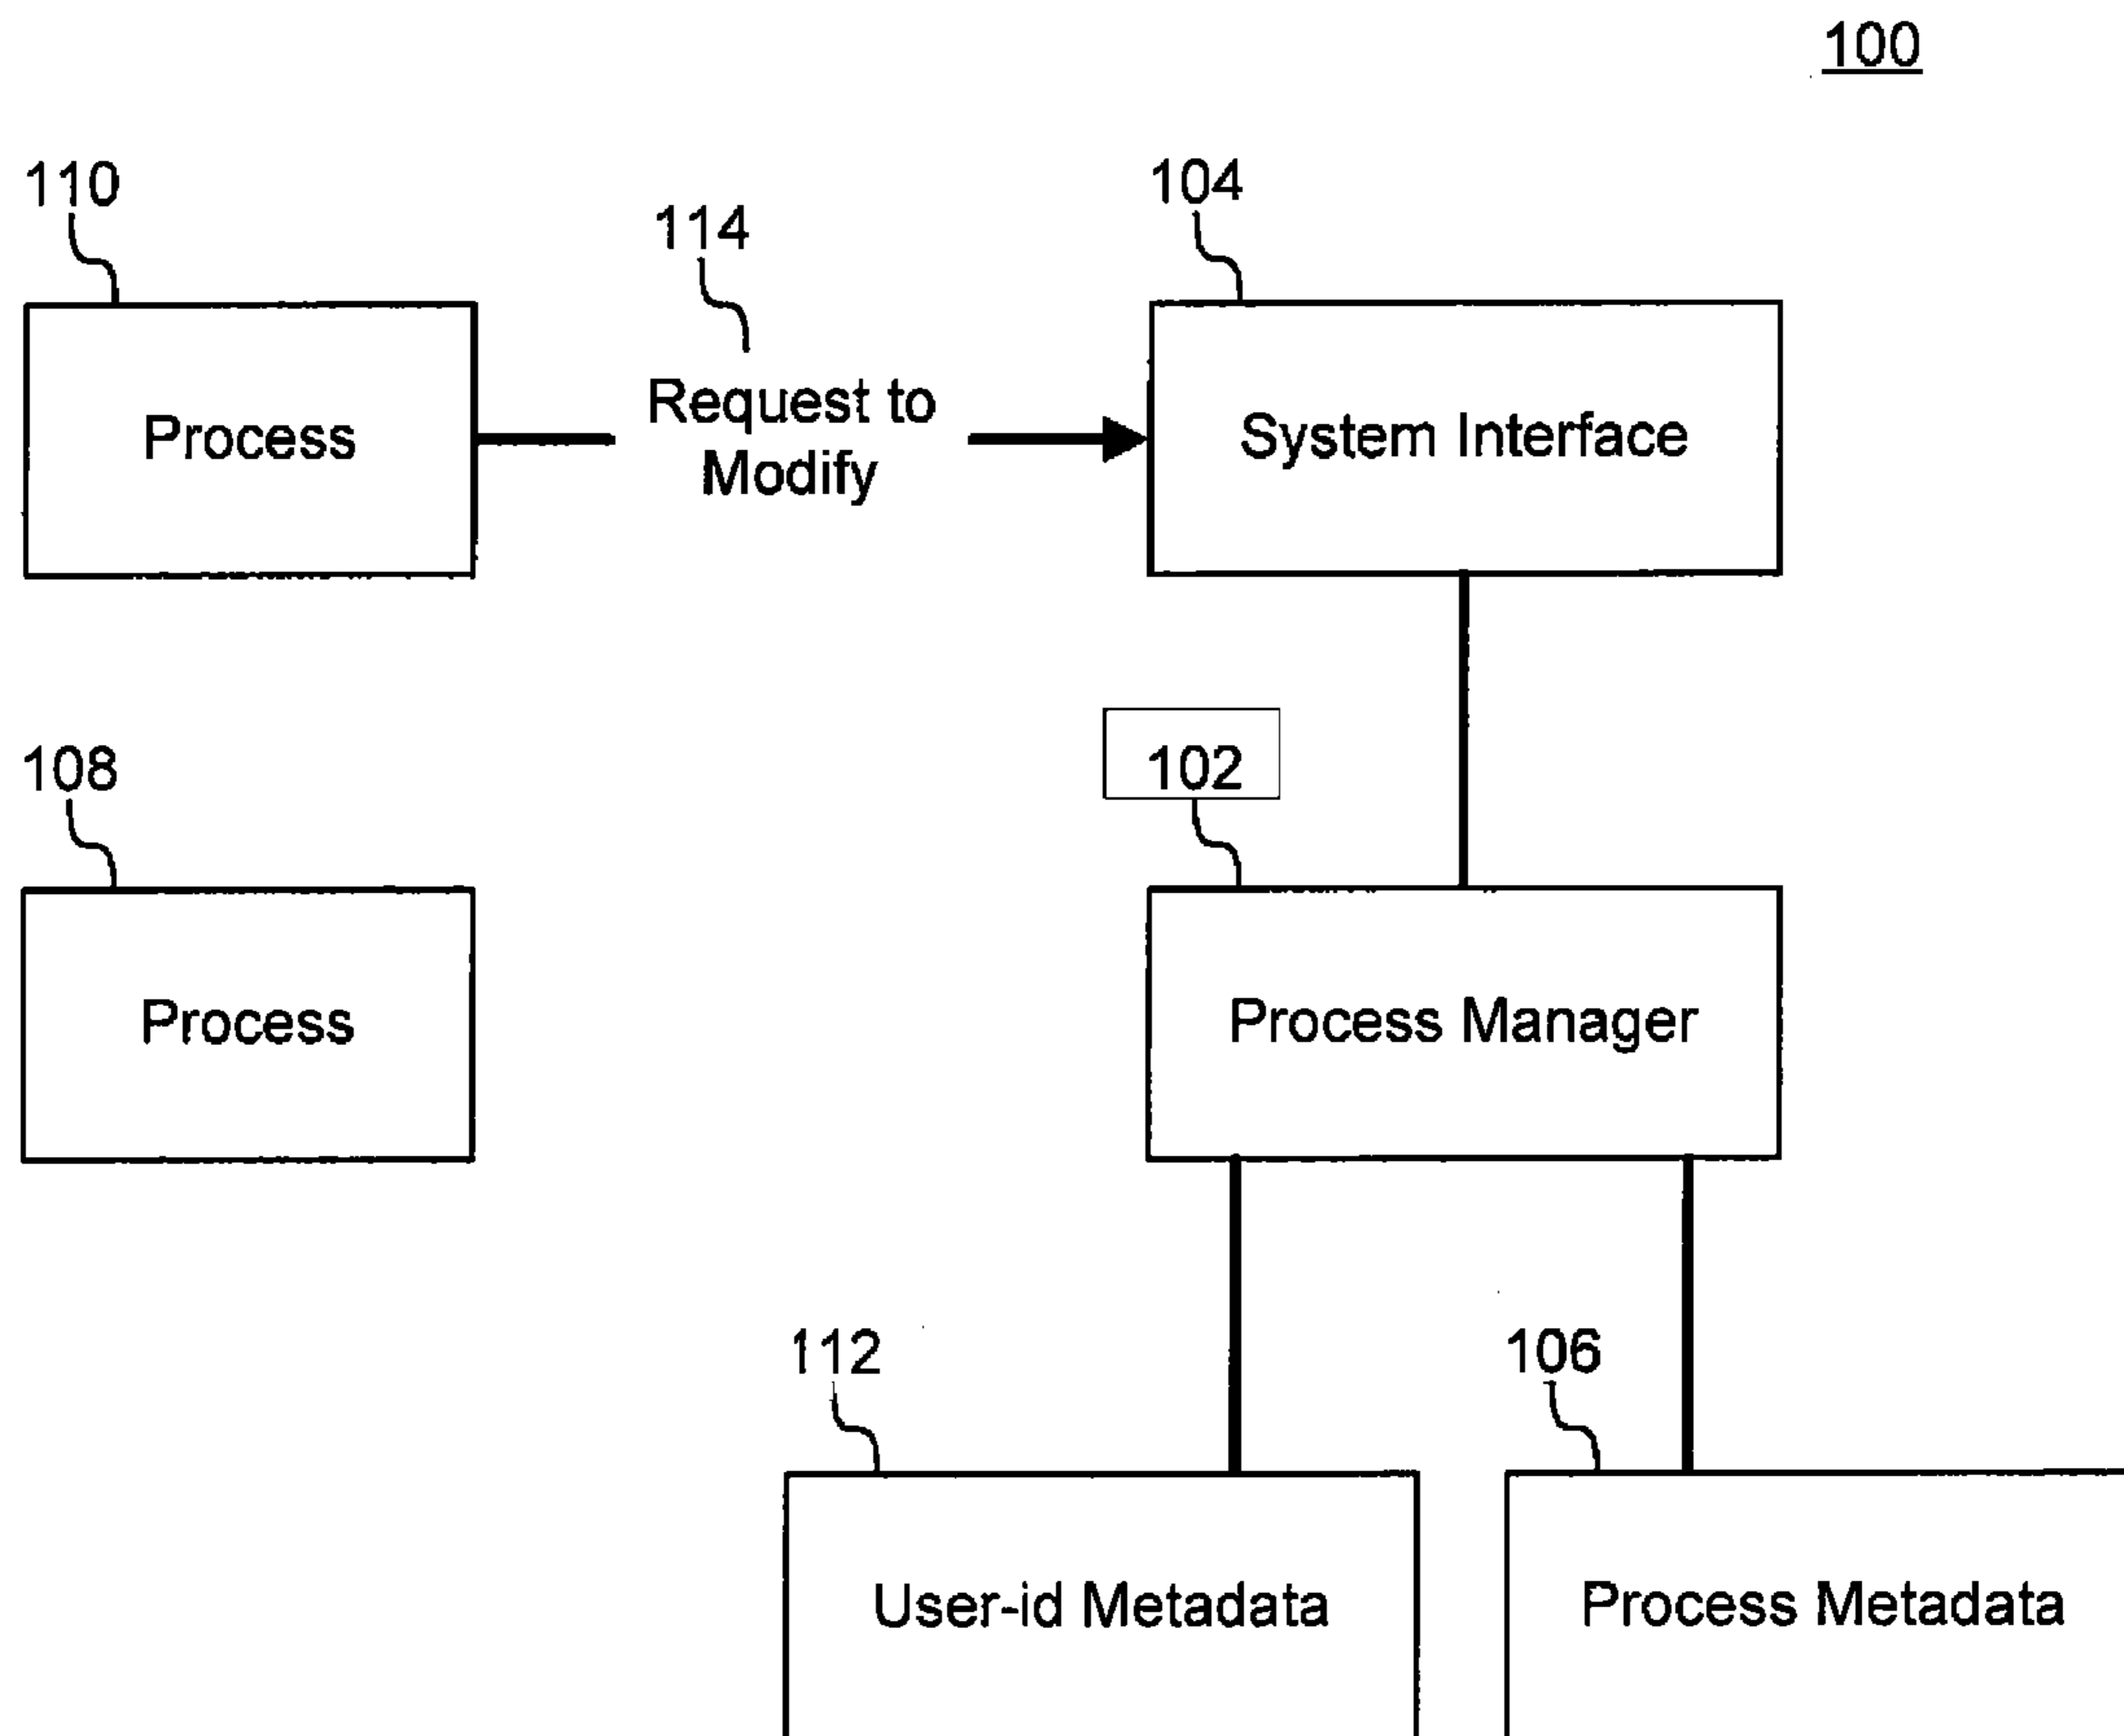 100
110
114
104
Process
Request to
Modify
System Interface
108
102
Process
Process Manager
112
106
User-id Metadata
Process Metadata